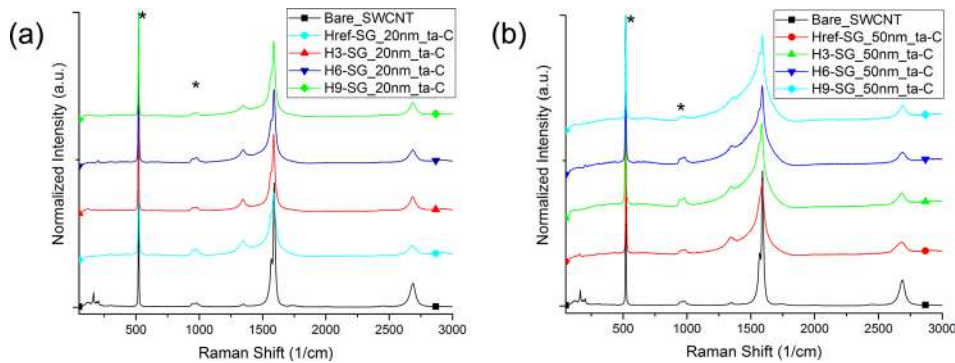 (a)
*
*
Bare_SWCNT
Href-SG_20nm_ta-C
H3-SG_20nm_ta-C
H6-SG_20nm_ta-C
H9-SG_20nm_ta-C
Normalized Intensity (a.u.)
500 1000 1500 2000 2500 3000
Raman Shift (1/cm)
(b)
*
*
Bare_SWCNT
Href-SG_50nm_ta-C
H3-SG_50nm_ta-C
H6-SG_50nm_ta-C
H9-SG_50nm_ta-C
Normalized Intensity (a.u.)
500 1000 1500 2000 2500 3000
Raman Shift (1/cm)